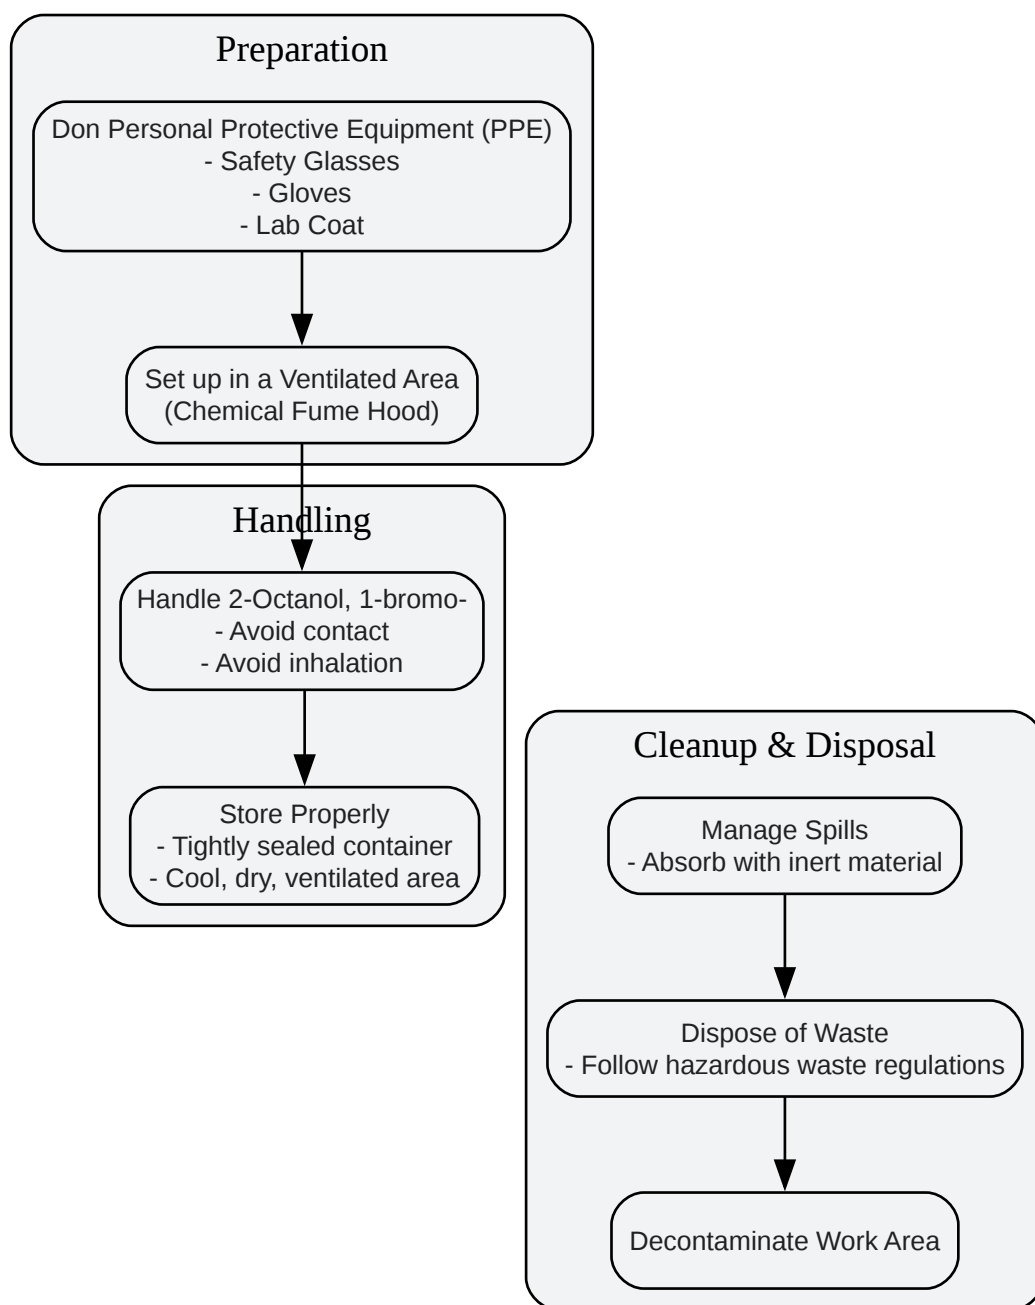 Preparation
Don Personal Protective Equipment (PPE)
- Safety Glasses
- Gloves
- Lab Coat
Set up in a Ventilated Area
(Chemical Fume Hood)
Handling
Handle 2-Octanol, 1-bromo-
- Avoid contact
- Avoid inhalation
Store Properly
- Tightly sealed container
- Cool, dry, ventilated area
Cleanup & Disposal
Manage Spills
- Absorb with inert material
Dispose of Waste
- Follow hazardous waste regulations
Decontaminate Work Area